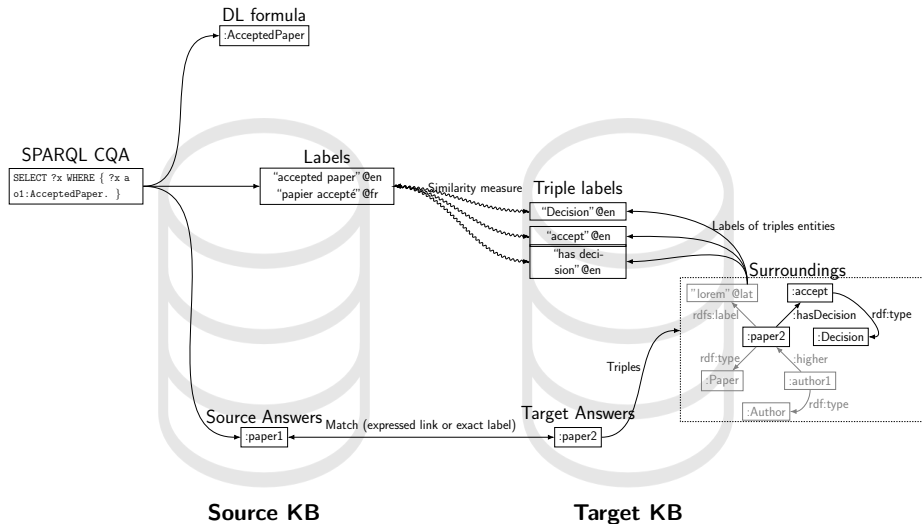 DL formula
:AcceptedPaper
SPARQL CQA
SELECT ?x WHERE { ?x a
o1:AcceptedPaper. }
Labels
“accepted paper” @en
“papier accepté” @fr
Similarity measure
Triple labels
“Decision” @en
“accept” @en
“has deci-
sion” @en
Labels of triples entities
Surroundings
“lorem” @lat
:accept
rdfs:label
:hasDecision
rdf:type
:paper2
:Decision
rdf:type
:higher
:Paper
:author1
rdf:type
:Author
Triples
Source Answers
:paper1
Match (expressed link or exact label)
Target Answers
:paper2
Source KB
Target KB